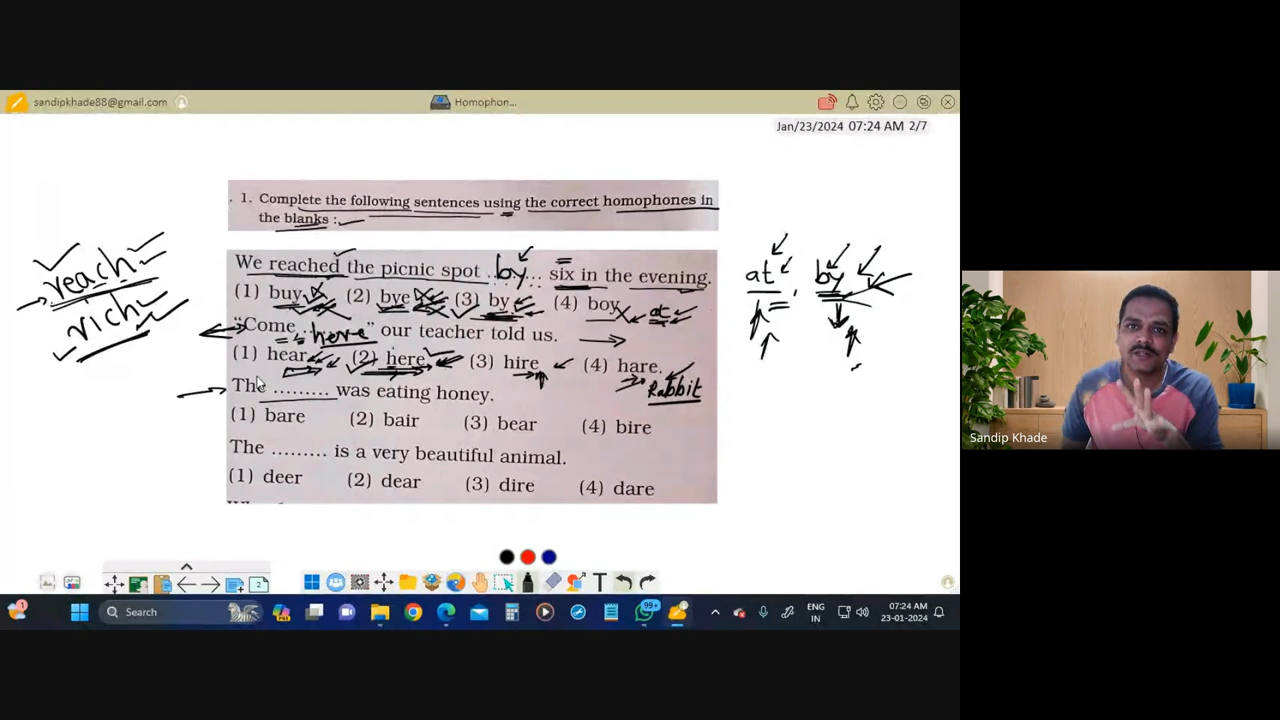 sandipkhade88@gmail.com
Homophon...
Jan/23/2024 07:24 AM 2/7
1. Complete the following sentences using the correct homophones in
the blanks :
We reached the picnic spot ...by.... six in the evening.
(1) buy (2) bye (3) by (4) boy at
"Come ..here" our teacher told us.
(1) hear (2) here (3) hire (4) hare.
Rabbit
The ......... was eating honey.
(1) bare (2) bair (3) bear (4) bire
The ......... is a very beautiful animal.
(1) deer (2) dear (3) dire (4) dare
reach
rich
at, by
Sandip Khade
T
2
1
Search
PRE
99+
ENG
IN
07:24 AM
23-01-2024